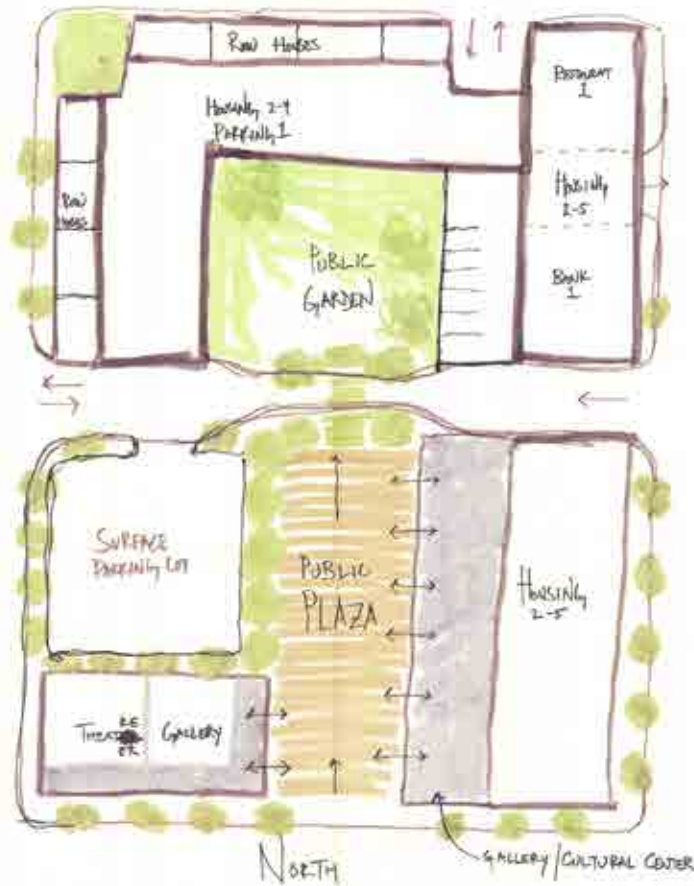 ROW HOUSES
RESTAURANT
1
HOUSING 2-4
PARKING 1
HOUSING
2-5
ROW
HOUSES
PUBLIC
GARDEN
BANK
1
SURFACE
PARKING LOT
PUBLIC
PLAZA
HOUSING
2-5
GALLERY
NORTH
GALLERY/CULTURAL CENTER